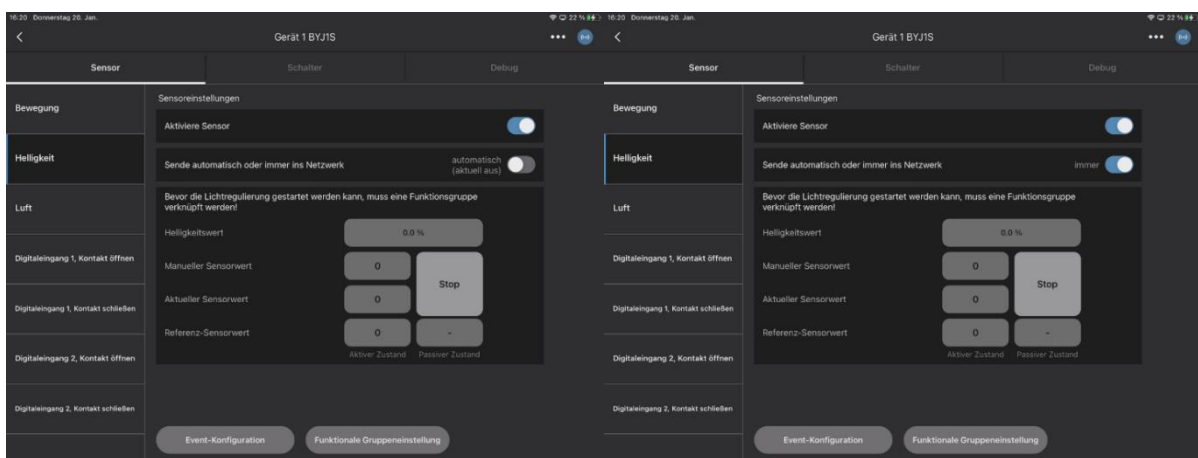 16:20 Donnerstag 20. Jan.
22 %
Gerät 1 BYJ1S
Sensor
Schalter
Debug
Bewegung
Helligkeit
Luft
Digitaleingang 1, Kontakt öffnen
Digitaleingang 1, Kontakt schließen
Digitaleingang 2, Kontakt öffnen
Digitaleingang 2, Kontakt schließen
Sensoreinstellungen
Aktiviere Sensor
Sende automatisch oder immer ins Netzwerk
automatisch
(aktuell aus)
Bevor die Lichtregulierung gestartet werden kann, muss eine Funktionsgruppe
verknüpft werden!
Helligkeitswert
0.0 %
Manueller Sensorwert
0
Stop
Aktueller Sensorwert
0
Referenz-Sensorwert
0
-
Aktiver Zustand
Passiver Zustand
Event-Konfiguration
Funktionale Gruppeneinstellung
16:20 Donnerstag 20. Jan.
22 %
Gerät 1 BYJ1S
Sensor
Schalter
Debug
Bewegung
Helligkeit
Luft
Digitaleingang 1, Kontakt öffnen
Digitaleingang 1, Kontakt schließen
Digitaleingang 2, Kontakt öffnen
Digitaleingang 2, Kontakt schließen
Sensoreinstellungen
Aktiviere Sensor
Sende automatisch oder immer ins Netzwerk
immer
Bevor die Lichtregulierung gestartet werden kann, muss eine Funktionsgruppe
verknüpft werden!
Helligkeitswert
0.0 %
Manueller Sensorwert
0
Stop
Aktueller Sensorwert
0
Referenz-Sensorwert
0
-
Aktiver Zustand
Passiver Zustand
Event-Konfiguration
Funktionale Gruppeneinstellung